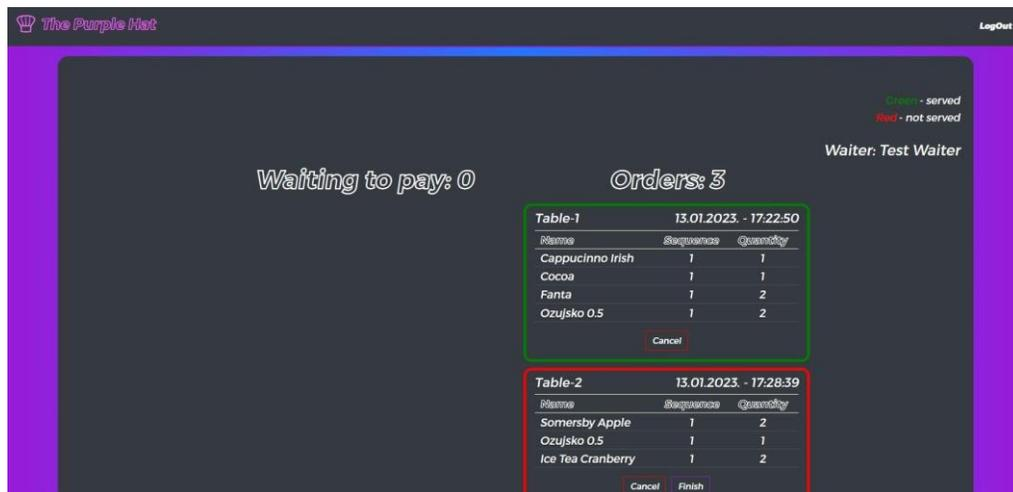 The Purple Hat
LogOut
Green - served
Red - not served
Waiter: Test Waiter
Waiting to pay: 0
Orders: 3
Table-1 13.01.2023. - 17:22:50
Name Sequence Quantity
Cappucinno Irish 1 1
Cocoa 1 1
Fanta 1 2
Ozujsko 0.5 1 2
Cancel
Table-2 13.01.2023. - 17:28:39
Name Sequence Quantity
Somersby Apple 1 2
Ozujsko 0.5 1 1
Ice Tea Cranberry 1 2
Cancel Finish